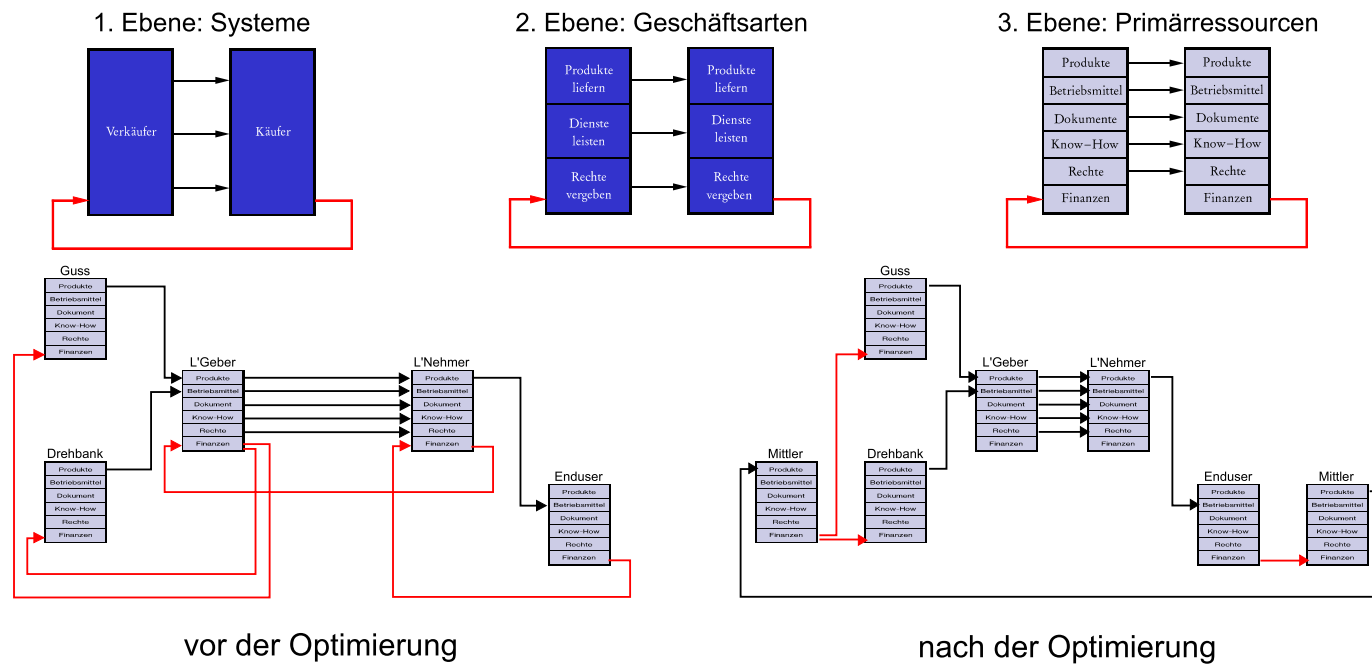 1. Ebene: Systeme
Verkäufer
Käufer
2. Ebene: Geschäftsarten
Produkte
liefern
Dienste
leisten
Rechte
vergeben
Produkte
liefern
Dienste
leisten
Rechte
vergeben
3. Ebene: Primärressourcen
Produkte
Betriebsmittel
Dokumente
Know-How
Rechte
Finanzen
Produkte
Betriebsmittel
Dokumente
Know-How
Rechte
Finanzen
Guss
Produkte
Betriebsmittel
Dokument
Know-How
Rechte
Finanzen
L'Geber
Produkte
Betriebsmittel
Dokument
Know-How
Rechte
Finanzen
L'Nehmer
Produkte
Betriebsmittel
Dokument
Know-How
Rechte
Finanzen
Drehbank
Produkte
Betriebsmittel
Dokument
Know-How
Rechte
Finanzen
Enduser
Produkte
Betriebsmittel
Dokument
Know-How
Rechte
Finanzen
vor der Optimierung
Guss
Produkte
Betriebsmittel
Dokument
Know-How
Rechte
Finanzen
L'Geber
Produkte
Betriebsmittel
Dokument
Know-How
Rechte
Finanzen
L'Nehmer
Produkte
Betriebsmittel
Dokument
Know-How
Rechte
Finanzen
Mittler
Produkte
Betriebsmittel
Dokument
Know-How
Rechte
Finanzen
Drehbank
Produkte
Betriebsmittel
Dokument
Know-How
Rechte
Finanzen
Enduser
Produkte
Betriebsmittel
Dokument
Know-How
Rechte
Finanzen
Mittler
Produkte
Betriebsmittel
Dokument
Know-How
Rechte
Finanzen
nach der Optimierung